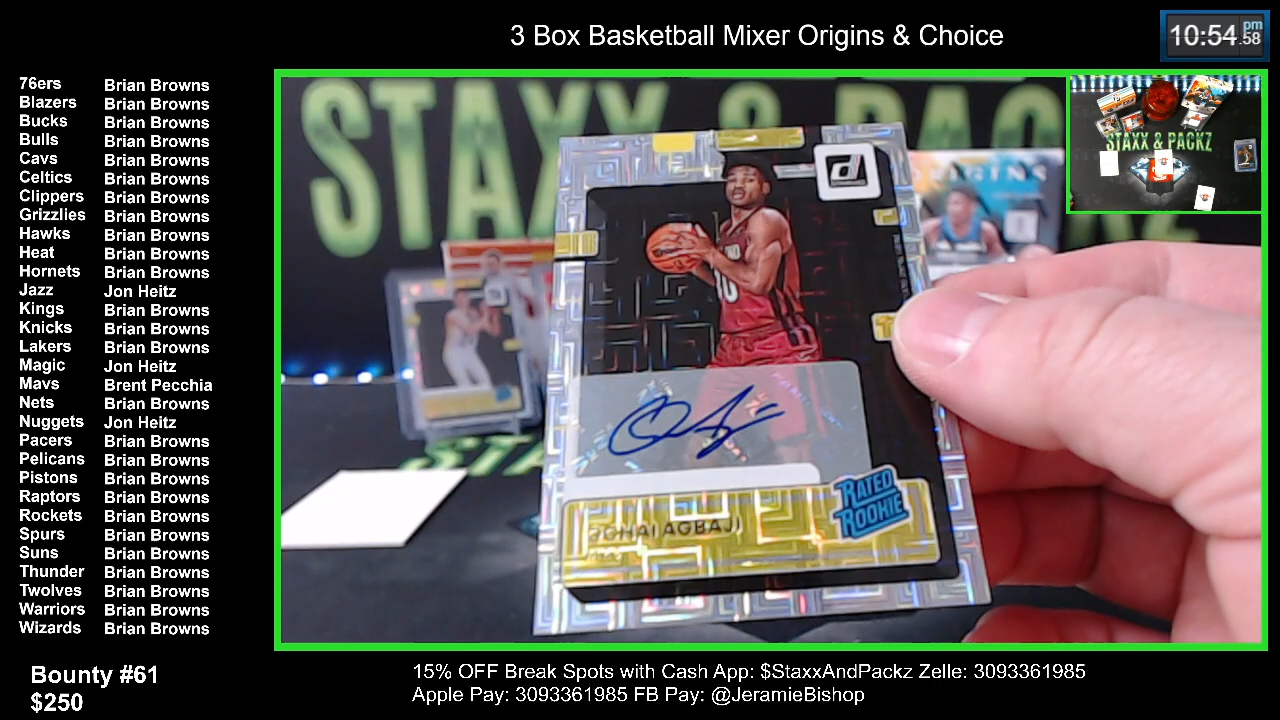 3 Box Basketball Mixer Origins & Choice
10:54 pm .58
76ers Brian Browns
Blazers Brian Browns
Bucks Brian Browns
Bulls Brian Browns
Cavs Brian Browns
Celtics Brian Browns
Clippers Brian Browns
Grizzlies Brian Browns
Hawks Brian Browns
Heat Brian Browns
Hornets Brian Browns
Jazz Jon Heitz
Kings Brian Browns
Knicks Brian Browns
Lakers Brian Browns
Magic Jon Heitz
Mavs Brent Pecchia
Nets Brian Browns
Nuggets Jon Heitz
Pacers Brian Browns
Pelicans Brian Browns
Pistons Brian Browns
Raptors Brian Browns
Rockets Brian Browns
Spurs Brian Browns
Suns Brian Browns
Thunder Brian Browns
Twolves Brian Browns
Warriors Brian Browns
Wizards Brian Browns
Bounty #61
$250
STAXX & PACKZ
STAXX &
ORIGINS
d
10
OCHAI AGBAJI
RATED
ROOKIE
15% OFF Break Spots with Cash App: $StaxxAndPackz Zelle: 3093361985
Apple Pay: 3093361985 FB Pay: @JeramieBishop